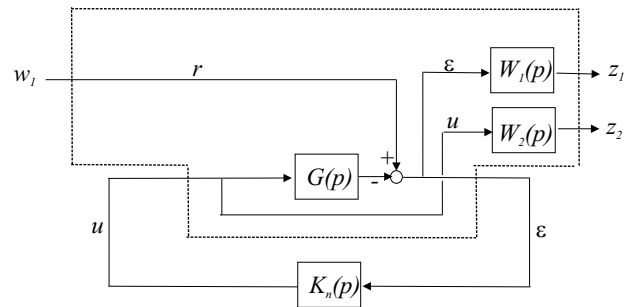 w₁ r ε W₁(p) z₁
u W₂(p) z₂
+
G(p) -
u ε
Kₙ(p)